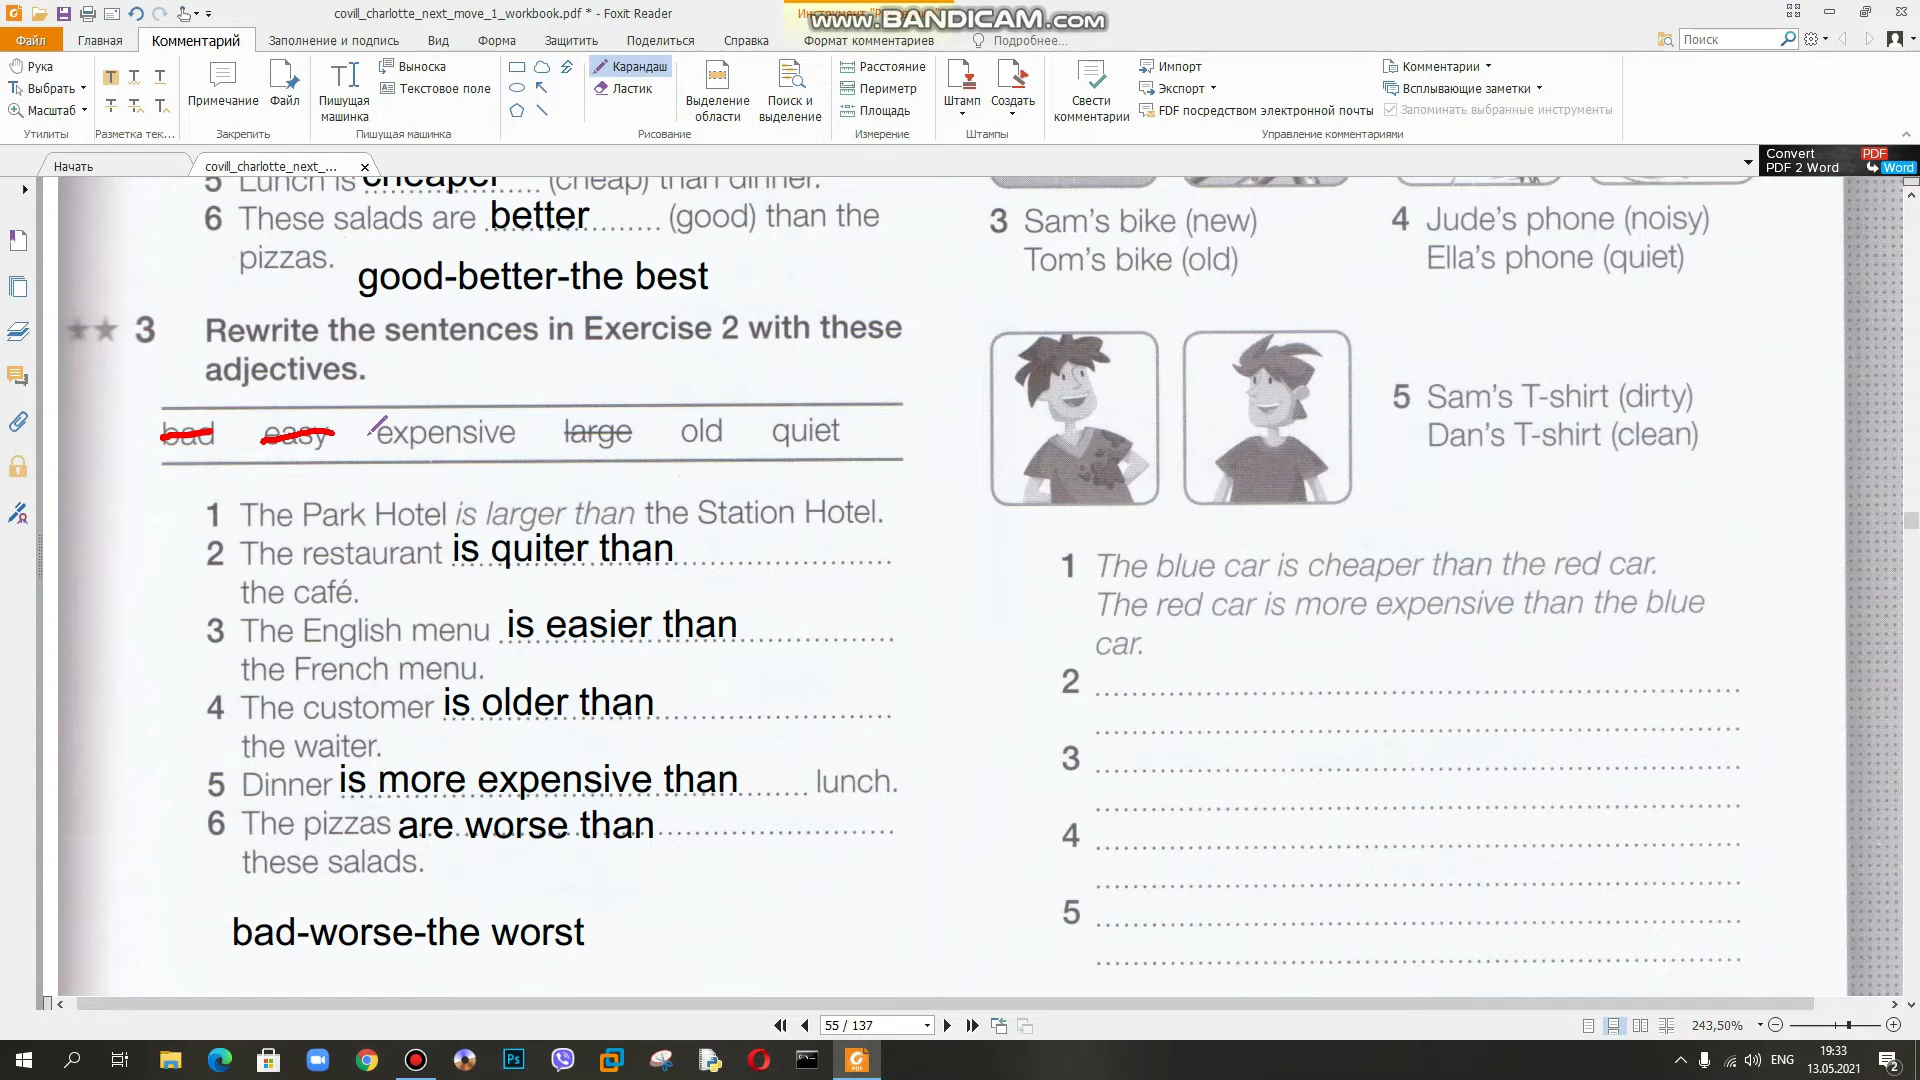 covill_charlotte_next_move_1_workbook.pdf * - Foxit Reader
www.BANDICAM.com
Файл
Главная
Комментарий
Заполнение и подпись
Вид
Форма
Защитить
Поделиться
Справка
Формат комментариев
Подробнее...
Поиск
Рука
Выбрать
Масштаб
Утилиты
Разметка тек...
Примечание
Файл
Закрепить
Пишущая машинка
Выноска
Текстовое поле
Пишущая машинка
Карандаш
Ластик
Рисование
Выделение области
Поиск и выделение
Расстояние
Периметр
Площадь
Измерение
Штамп
Создать
Штампы
Свести комментарии
Импорт
Экспорт
FDF посредством электронной почты
Комментарии
Всплывающие заметки
Запоминать выбранные инструменты
Управление комментариями
Начать
covill_charlotte_next_...
Convert
PDF 2 Word
PDF
Word
5 Lunch is cheaper (cheap) than dinner.
6 These salads are better (good) than the
pizzas.
good-better-the best
3 Rewrite the sentences in Exercise 2 with these
adjectives.
bad easy expensive large old quiet
1 The Park Hotel is larger than the Station Hotel.
2 The restaurant is quiter than
the café.
3 The English menu is easier than
the French menu.
4 The customer is older than
the waiter.
5 Dinner is more expensive than lunch.
6 The pizzas are worse than
these salads.
bad-worse-the worst
3 Sam's bike (new)
Tom's bike (old)
4 Jude's phone (noisy)
Ella's phone (quiet)
5 Sam's T-shirt (dirty)
Dan's T-shirt (clean)
1 The blue car is cheaper than the red car.
The red car is more expensive than the blue
car.
2
3
4
5
55 / 137
243,50%
ENG
19:33
13.05.2021
2